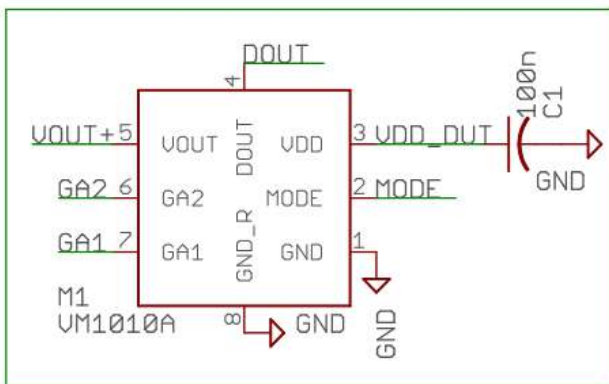 DOUT
4
100n
C1
VOUT+ 5 VOUT DOUT VDD 3 VDD_DUT
GND
GA2 6 GA2 MODE 2 MODE
GA1 7 GA1 GND_R GND 1
M1
VM1010A
8 GND
GND